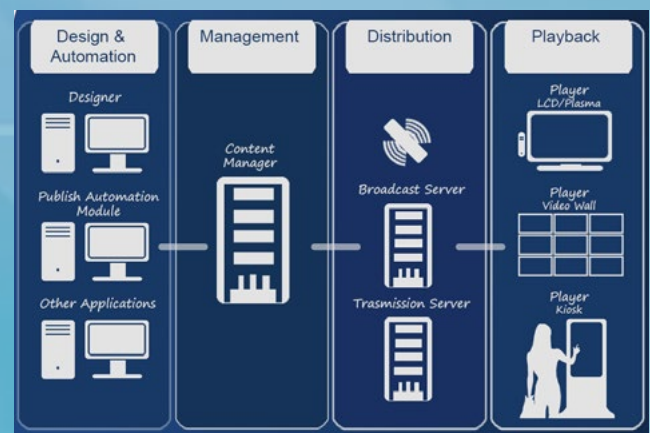 Design &
Automation
Designer
Publish Automation
Module
Other Applications
Management
Content
Manager
Distribution
Broadcast Server
Trasmission Server
Playback
Player
LCD/Plasma
Player
Video Wall
Player
Kiosk